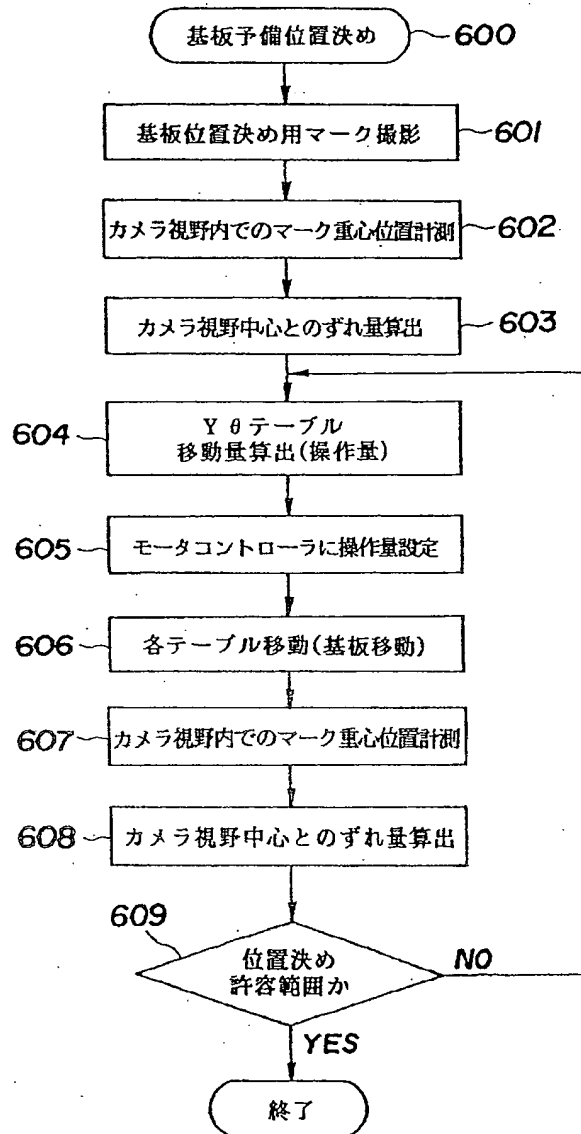 基板予備位置決め
600
基板位置決め用マーク撮影
601
カメラ視野内でのマーク重心位置計測
602
カメラ視野中心とのずれ量算出
603
604
Y θテーブル
移動量算出(操作量)
605
モータコントローラに操作量設定
606
各テーブル移動(基板移動)
607
カメラ視野内でのマーク重心位置計測
608
カメラ視野中心とのずれ量算出
609
位置決め
許容範囲か
NO
YES
終了